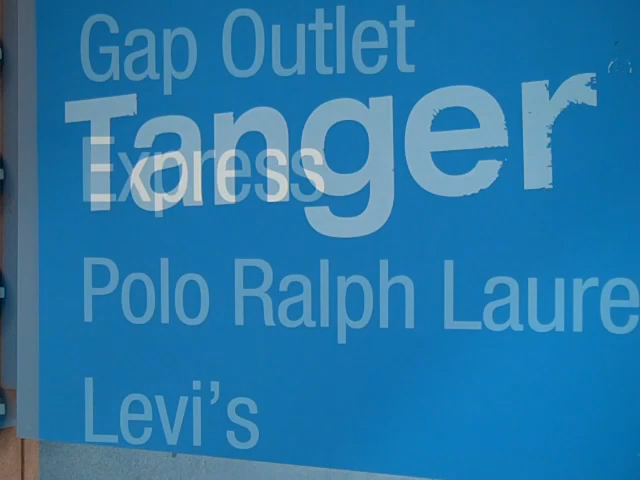 Gap Outlet
Tanger
Express
Polo Ralph Laure
Levi's